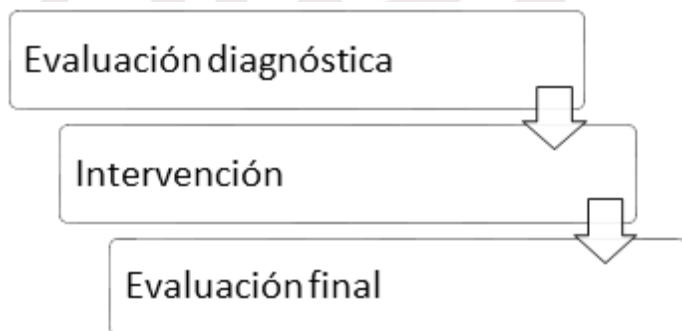 Evaluación diagnóstica
Intervención
Evaluación final